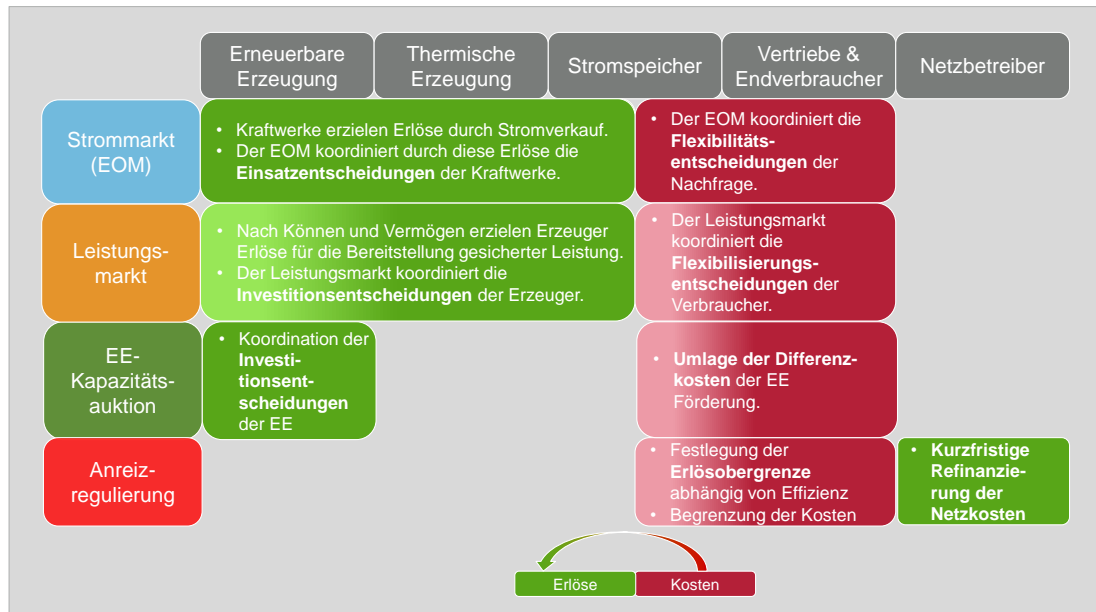 Erneuerbare
Erzeugung
Thermische
Erzeugung
Stromspeicher
Vertriebe &
Endverbraucher
Netzbetreiber
Strommarkt
(EOM)
• Kraftwerke erzielen Erlöse durch Stromverkauf.
• Der EOM koordiniert durch diese Erlöse die
Einsatzentscheidungen der Kraftwerke.
• Der EOM koordiniert die
Flexibilitäts-
entscheidungen der
Nachfrage.
Leistungs-
markt
• Nach Können und Vermögen erzielen Erzeuger
Erlöse für die Bereitstellung gesicherter Leistung.
• Der Leistungsmarkt koordiniert die
Investitionsentscheidungen der Erzeuger.
• Der Leistungsmarkt
koordiniert die
Flexibilisierungs-
entscheidungen der
Verbraucher.
EE-
Kapazitäts-
auktion
• Koordination der
Investi-
tionsent-
scheidungen
der EE
• Umlage der Differenz-
kosten der EE
Förderung.
Anreiz-
regulierung
• Festlegung der
Erlösobergrenze
abhängig von Effizienz
• Begrenzung der Kosten
• Kurzfristige
Refinanzie-
rung der
Netzkosten
Erlöse
Kosten